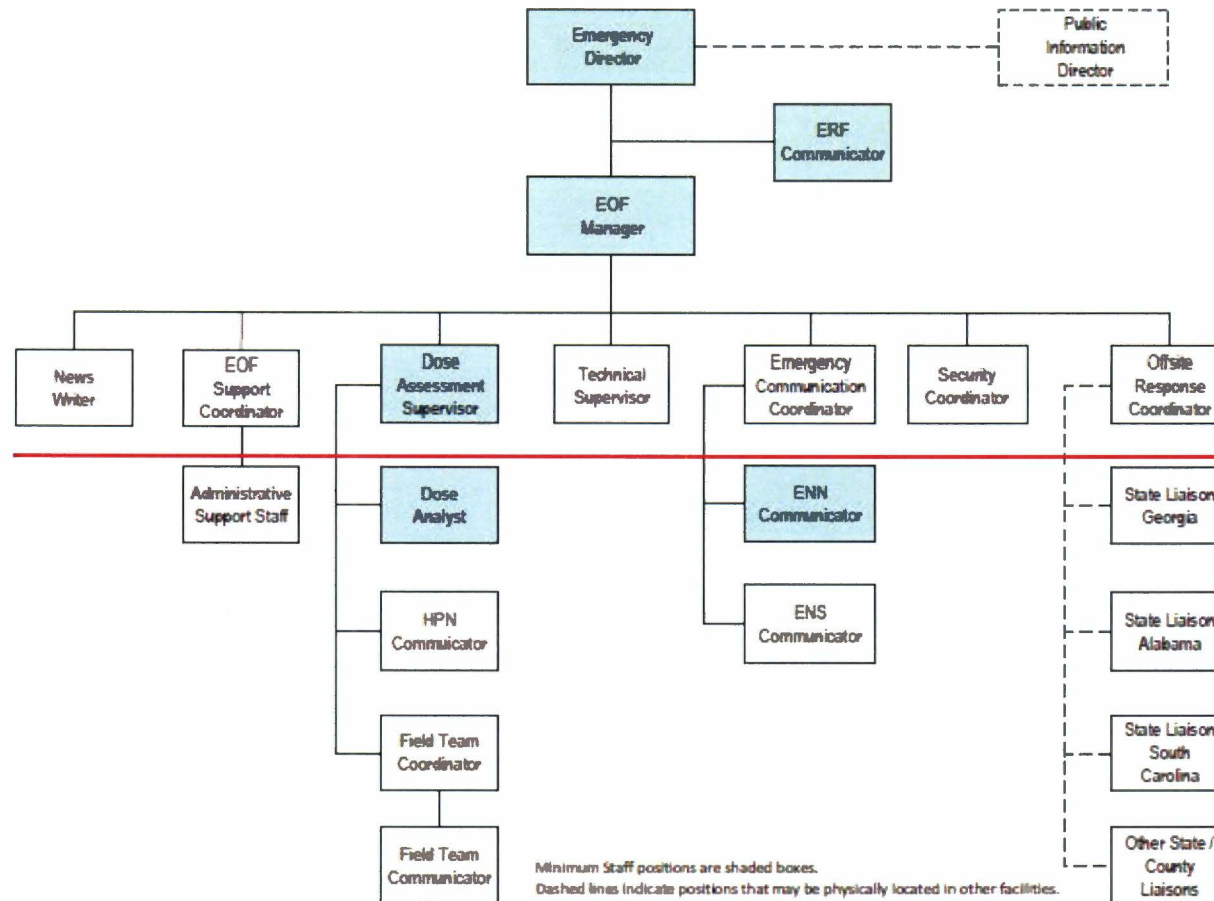 Emergency
Director
Public
Information
Director
ERF
Communicator
EOF
Manager
News
Writer
EOF
Support
Coordinator
Dose
Assessment
Supervisor
Technical
Supervisor
Emergency
Communication
Coordinator
Security
Coordinator
Offsite
Response
Coordinator
Administrative
Support Staff
Dose
Analyst
ENN
Communicator
State Liaison
Georgia
HPN
Commuicator
ENS
Communicator
State Liaison
Alabama
Field Team
Coordinator
State Liaison
South
Carolina
Field Team
Communicator
Other State /
County
Liaisons
Minimum Staff positions are shaded boxes.
Dashed lines indicate positions that may be physically located in other facilities.